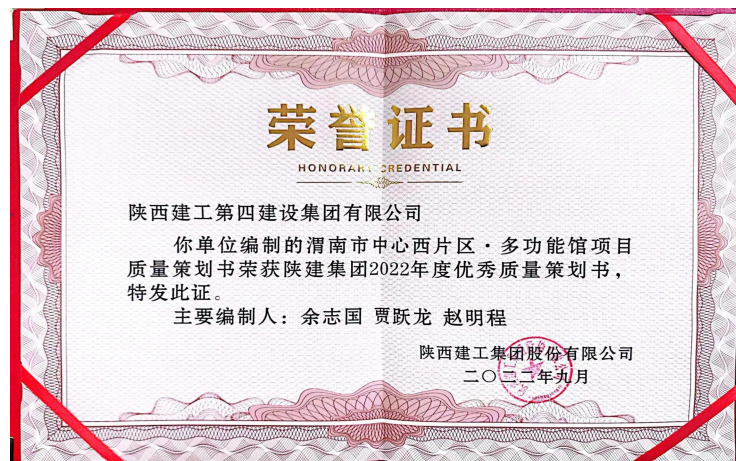 荣誉证书
HONORARY CREDENTIAL
陕西建工第四建设集团有限公司
你单位编制的渭南市中心西片区·多功能馆项目
质量策划书荣获陕建集团2022年度优秀质量策划书，
特发此证。
主要编制人：余志国 贾跃龙 赵明程
陕西建工集团股份有限公司
二〇二二年九月